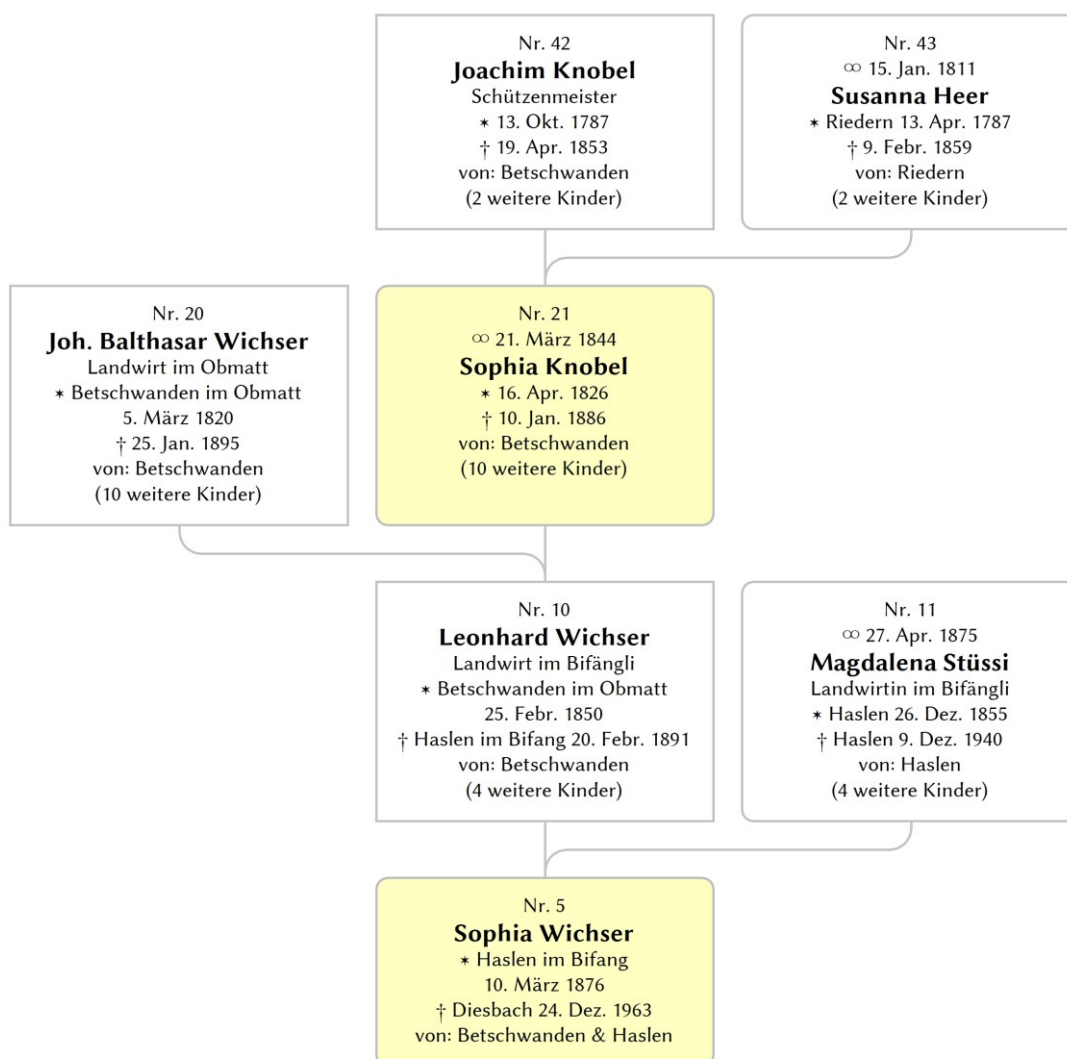 Nr. 42
Joachim Knobel
Schützenmeister
✶ 13. Okt. 1787
† 19. Apr. 1853
von: Betschwanden
(2 weitere Kinder)
Nr. 43
∞ 15. Jan. 1811
Susanna Heer
✶ Riedern 13. Apr. 1787
† 9. Febr. 1859
von: Riedern
(2 weitere Kinder)
Nr. 20
Joh. Balthasar Wichser
Landwirt im Obmatt
✶ Betschwanden im Obmatt
5. März 1820
† 25. Jan. 1895
von: Betschwanden
(10 weitere Kinder)
Nr. 21
∞ 21. März 1844
Sophia Knobel
✶ 16. Apr. 1826
† 10. Jan. 1886
von: Betschwanden
(10 weitere Kinder)
Nr. 10
Leonhard Wichser
Landwirt im Bifängli
✶ Betschwanden im Obmatt
25. Febr. 1850
† Haslen im Bifang 20. Febr. 1891
von: Betschwanden
(4 weitere Kinder)
Nr. 11
∞ 27. Apr. 1875
Magdalena Stüssi
Landwirtin im Bifängli
✶ Haslen 26. Dez. 1855
† Haslen 9. Dez. 1940
von: Haslen
(4 weitere Kinder)
Nr. 5
Sophia Wichser
✶ Haslen im Bifang
10. März 1876
† Diesbach 24. Dez. 1963
von: Betschwanden & Haslen